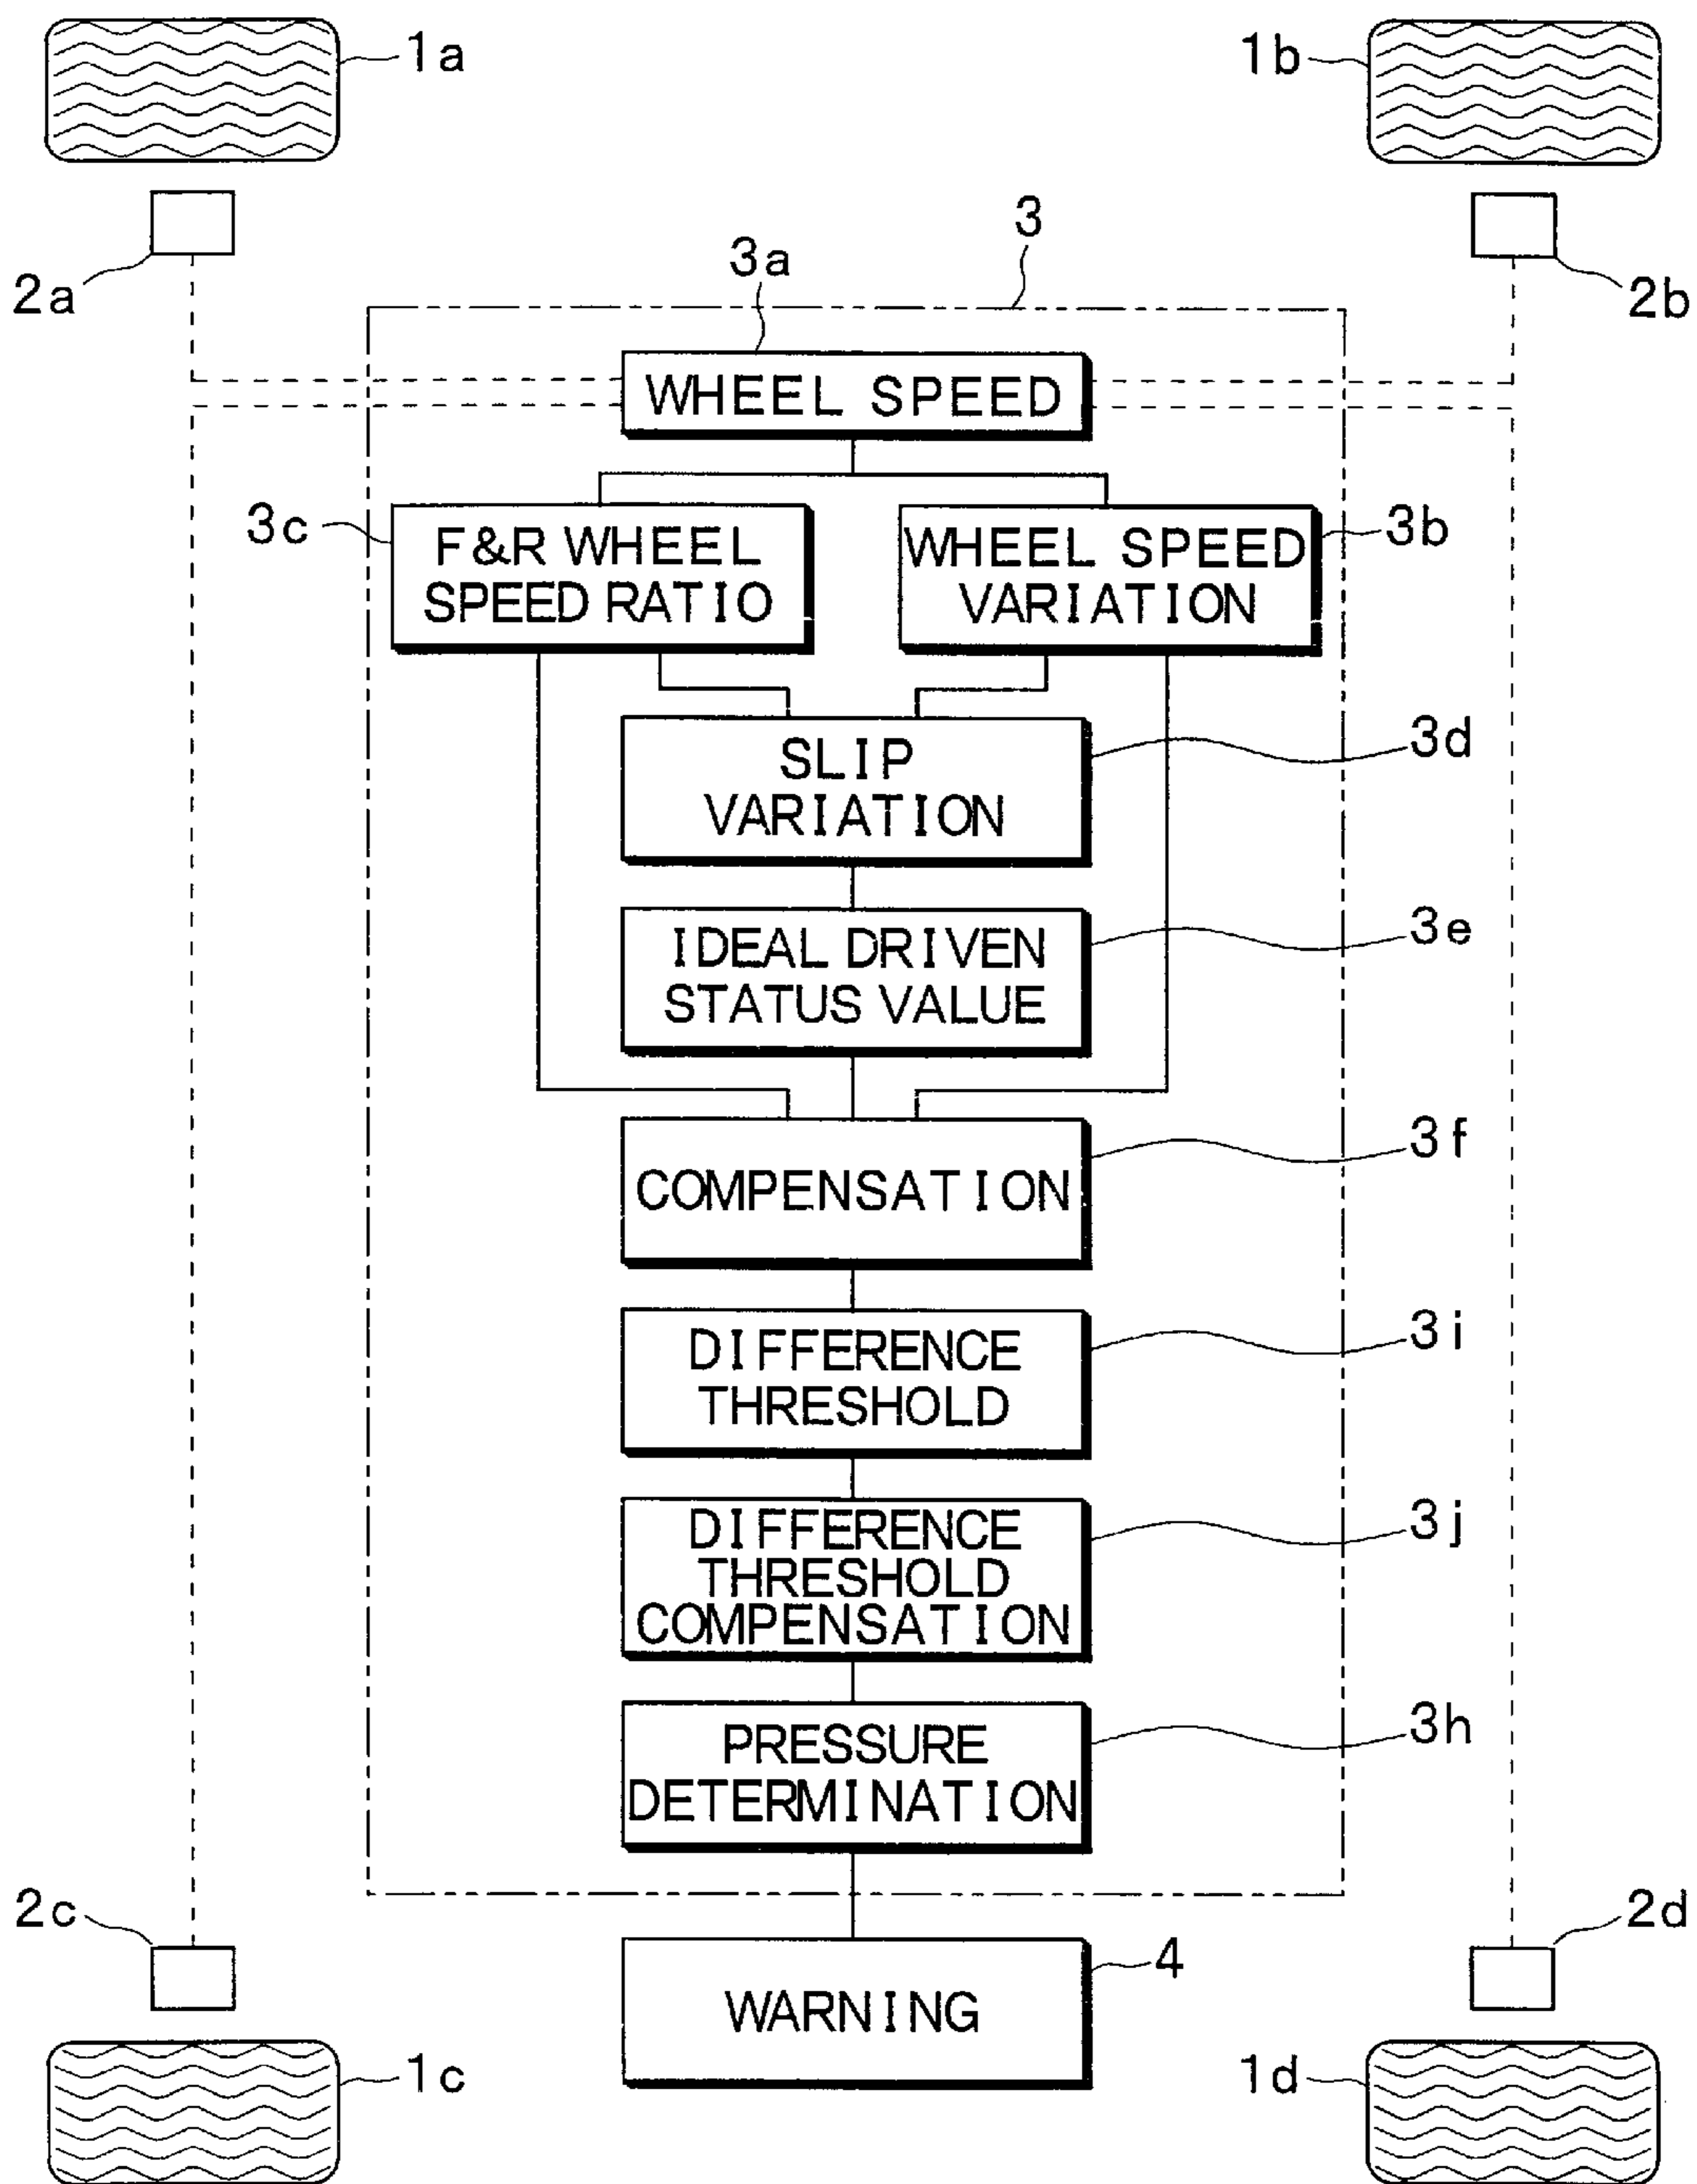 1a
1b
2a
2b
3
3a
WHEEL SPEED
3c
F&R WHEEL
SPEED RATIO
WHEEL SPEED
VARIATION
3b
SLIP
VARIATION
3d
IDEAL DRIVEN
STATUS VALUE
3e
COMPENSATION
3f
DIFFERENCE
THRESHOLD
3i
DIFFERENCE
THRESHOLD
COMPENSATION
3j
PRESSURE
DETERMINATION
3h
2c
2d
WARNING
4
1c
1d